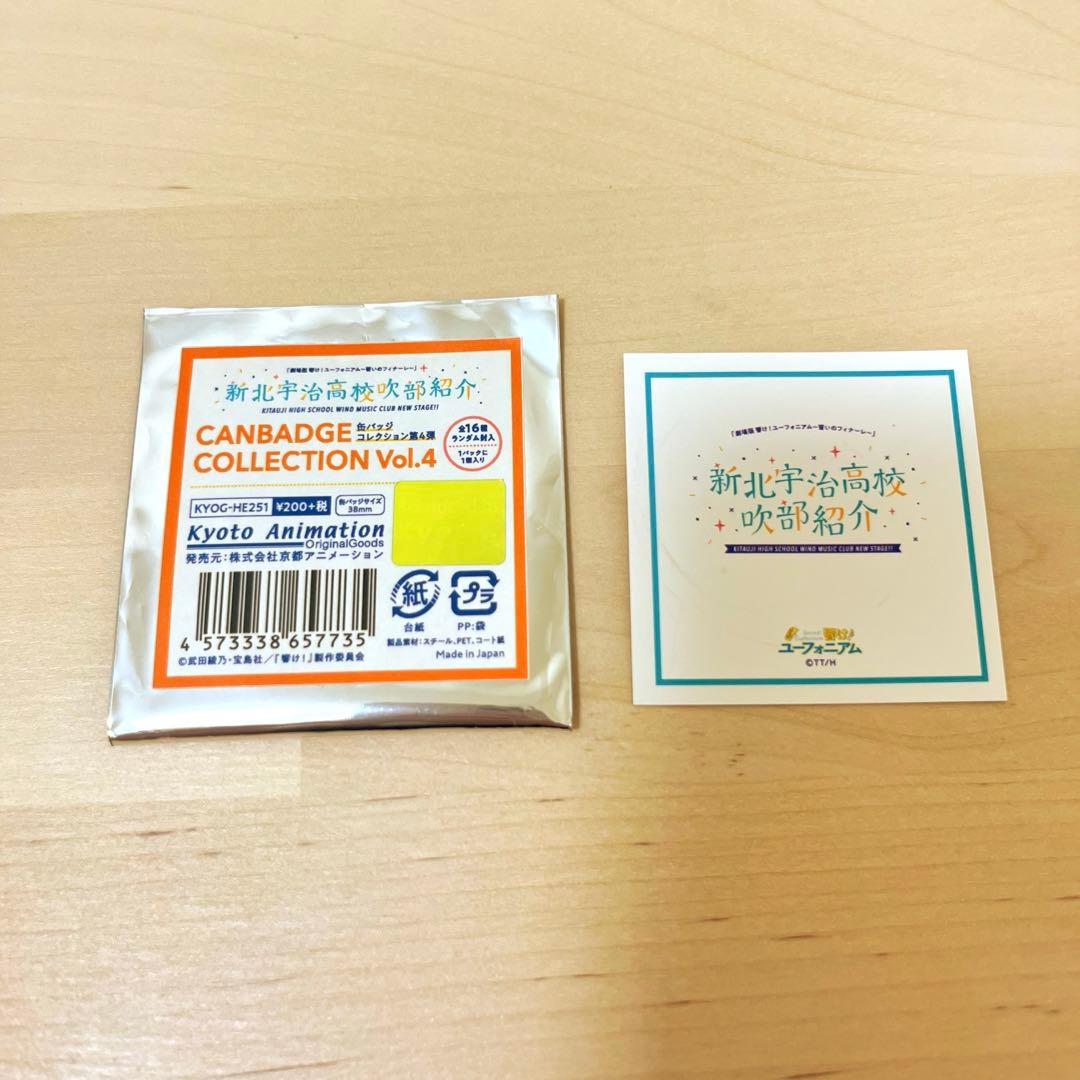 「劇場版 響け!ユーフォニアム～誓いのフィナーレ～」
新北宇治高校吹部紹介
KITAUJI HIGH SCHOOL WIND MUSIC CLUB NEW STAGE!!
CANBADGE 缶バッジ
コレクション第4弾
COLLECTION Vol.4
全16種
ランダム封入
1パックに
1個入り
KYOG-HE251 ¥200+税 缶バッジサイズ
38mm
Kyoto Animation
OriginalGoods
発売元:株式会社京都アニメーション
紙
台紙
プラ
PP:袋
4 573338 657735
製品素材:スチール、PET、コート紙
Made in Japan
©武田綾乃・宝島社/『響け!』製作委員会
「劇場版 響け!ユーフォニアム～誓いのフィナーレ～」
新北宇治高校
吹部紹介
KITAUJI HIGH SCHOOL WIND MUSIC CLUB NEW STAGE!!
響け!
ユーフォニアム
©TT/H